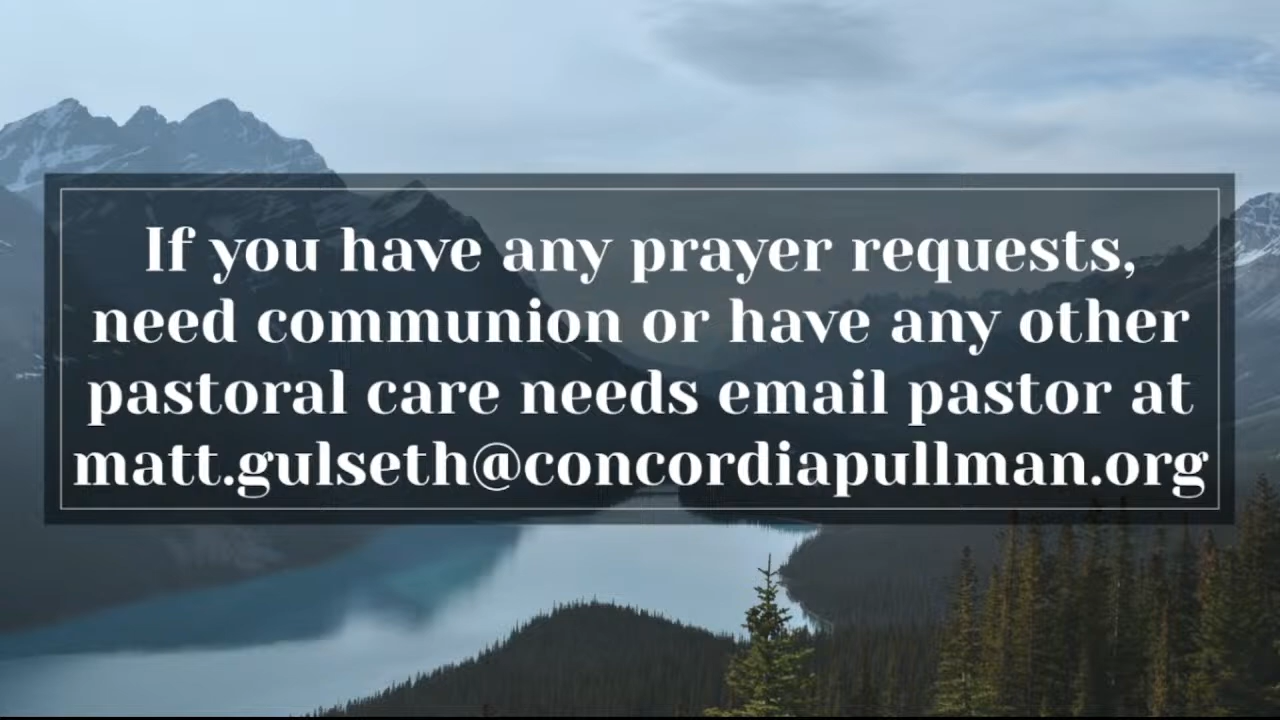 If you have any prayer requests,
need communion or have any other
pastoral care needs email pastor at
matt.gulseth@concordiapullman.org